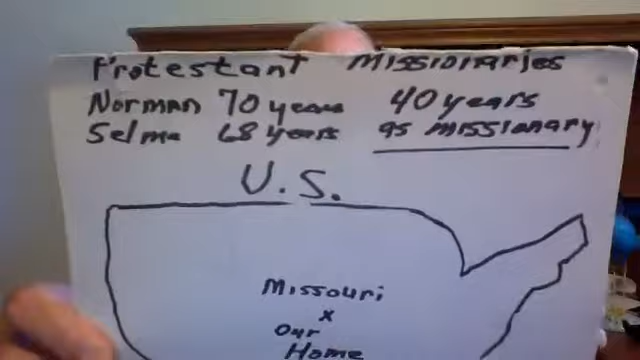 Protestant Missionaries
Norman 70 years 40 years
Selma 68 years as missionary
U.S.
Missouri
x
Our
Home